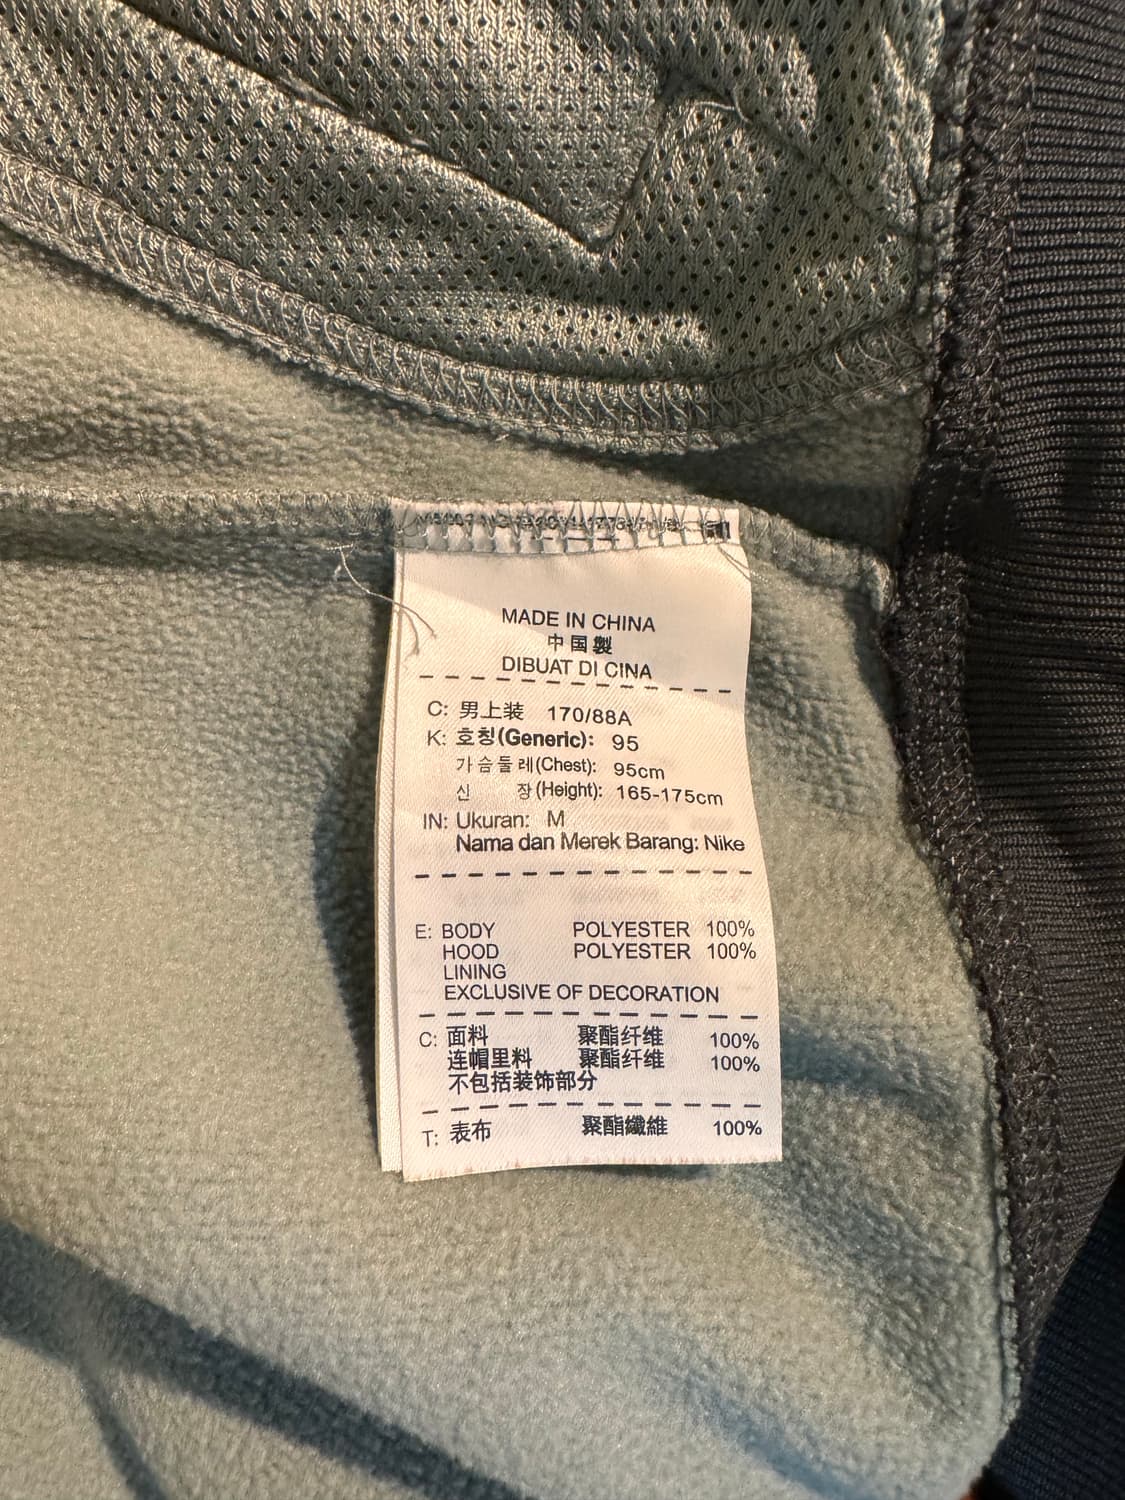 MADE IN CHINA
中国製
DIBUAT DI CINA
C: 男上装 170/88A
K: 호칭(Generic): 95
가슴둘레(Chest): 95cm
신 장(Height): 165-175cm
IN: Ukuran: M
Nama dan Merek Barang: Nike
E: BODY POLYESTER 100%
HOOD POLYESTER 100%
LINING
EXCLUSIVE OF DECORATION
C: 面料 聚酯纤维 100%
连帽里料 聚酯纤维 100%
不包括装饰部分
T: 表布 聚酯纖維 100%